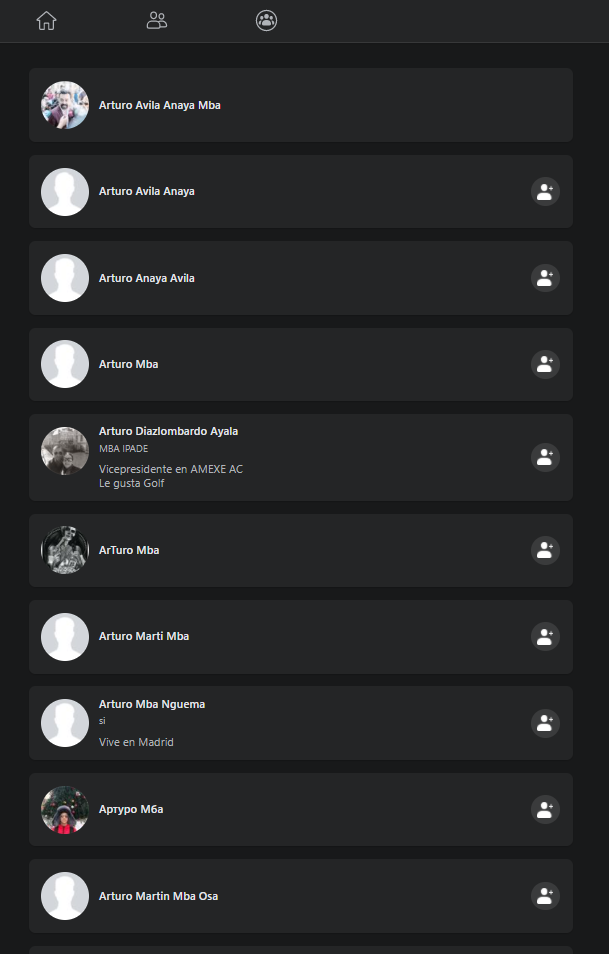 Arturo Avila Anaya Mba
Arturo Avila Anaya
Arturo Anaya Avila
Arturo Mba
Arturo Diazlombardo Ayala
MBA IPADE
Vicepresidente en AMEXE AC
Le gusta Golf
ArTuro Mba
Arturo Marti Mba
Arturo Mba Nguema
si
Vive en Madrid
Артуро Мба
Arturo Martin Mba Osa